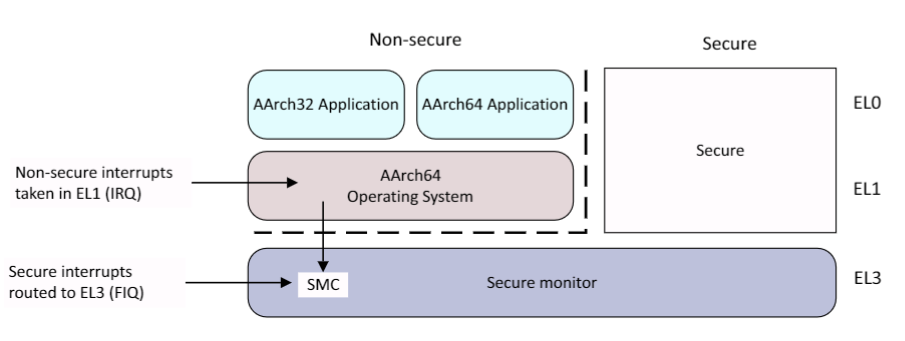 Non-secure
Secure
AArch32 Application
AArch64 Application
EL0
Secure
Non-secure interrupts
taken in EL1 (IRQ)
AArch64
Operating System
EL1
Secure interrupts
routed to EL3 (FIQ)
SMC
Secure monitor
EL3